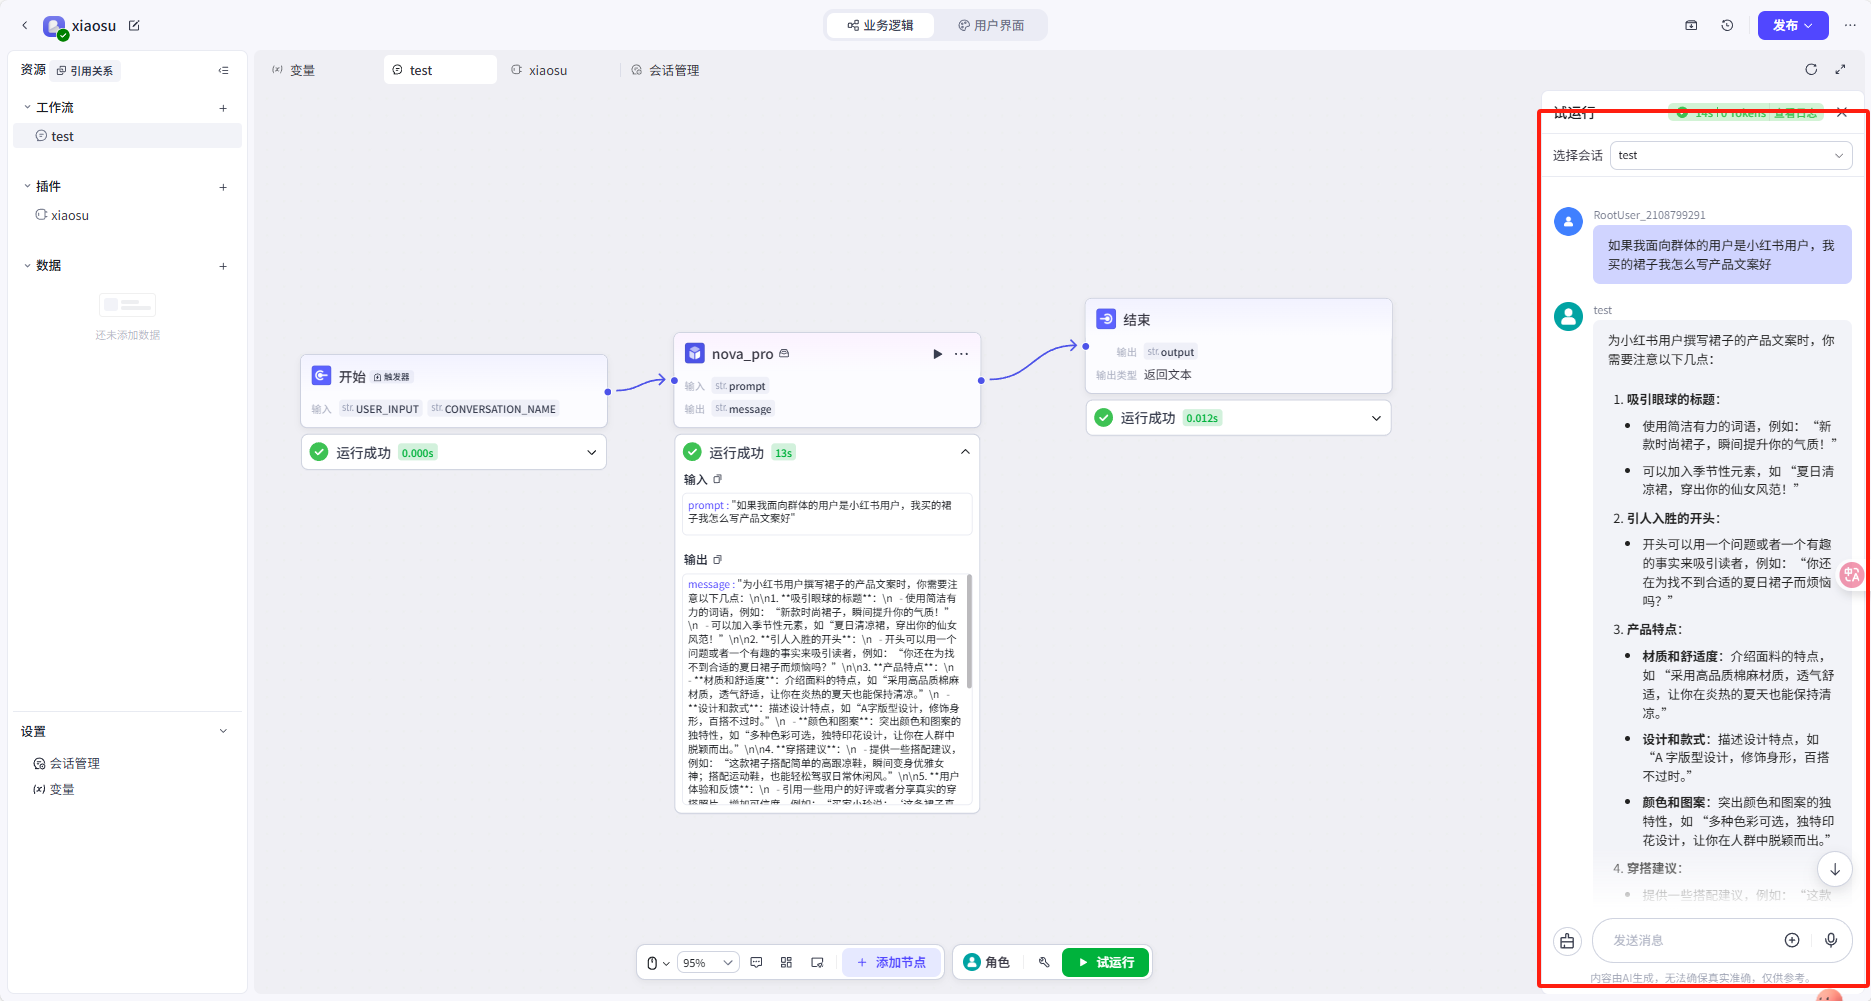 xiaosu
业务逻辑
用户界面
发布
资源
引用关系
工作流
test
插件
xiaosu
数据
还未添加数据
设置
会话管理
(x) 变量
(x) 变量
test
xiaosu
会话管理
开始
触发器
输入 str. USER_INPUT str. CONVERSATION_NAME
运行成功 0.000s
nova_pro
输入 str. prompt
输出 str. message
运行成功 13s
输入
prompt : "如果我面向群体的用户是小红书用户，我买的裙
子我怎么写产品文案好"
输出
message : "为小红书用户撰写裙子的产品文案时，你需要注
意以下几点：\n\n1. **吸引眼球的标题**：\n - 使用简洁有
力的词语，例如：“新款时尚裙子，瞬间提升你的气质！”
\n - 可以加入季节性元素，如“夏日清凉裙，穿出你的仙女
风范！”\n\n2. **引人入胜的开头**：\n - 开头可以用一个
问题或者一个有趣的事实来吸引读者，例如：“你还在为找
不到合适的夏日裙子而烦恼吗？”\n\n3. **产品特点**：\n
- **材质和舒适度**：介绍面料的特点，如“采用高品质棉麻
材质，透气舒适，让你在炎热的夏天也能保持清凉。”\n -
**设计和款式**：描述设计特点，如“A字版型设计，修饰身
形，百搭不过时。”\n - **颜色和图案**：突出颜色和图案的
独特性，如“多种色彩可选，独特印花设计，让你在人群中
脱颖而出。”\n\n4. **穿搭建议**：\n - 提供一些搭配建议，
例如：“这款裙子搭配简单的高跟凉鞋，瞬间变身优雅女
神；搭配运动鞋，也能轻松驾驭日常休闲风。”\n\n5. **用户
体验和反馈**：\n - 引用一些用户的好评或者分享真实的穿
搭照片，增加可信度，例如：“买家小玲说：‘这条裙子真
结束
输出 str. output
输出类型 返回文本
运行成功 0.012s
95%
添加节点
角色
试运行
试运行
14s | 0 Tokens | 查看日志
选择会话 test
RootUser_2108799291
如果我面向群体的用户是小红书用户，我
买的裙子我怎么写产品文案好
test
为小红书用户撰写裙子的产品文案时，你
需要注意以下几点：
1. 吸引眼球的标题：
使用简洁有力的词语，例如：“新
款时尚裙子，瞬间提升你的气质！”
可以加入季节性元素，如“夏日清
凉裙，穿出你的仙女风范！”
2. 引人入胜的开头：
开头可以用一个问题或者一个有趣
的事实来吸引读者，例如：“你还
在为找不到合适的夏日裙子而烦恼
吗？”
3. 产品特点：
材质和舒适度：介绍面料的特点，
如“采用高品质棉麻材质，透气舒
适，让你在炎热的夏天也能保持清
凉。”
设计和款式：描述设计特点，如
“A 字版型设计，修饰身形，百搭
不过时。”
颜色和图案：突出颜色和图案的独
特性，如“多种色彩可选，独特印
花设计，让你在人群中脱颖而出。”
4. 穿搭建议：
提供一些搭配建议，例如：“这款
发送消息
内容由AI生成，无法确保真实准确，仅供参考。